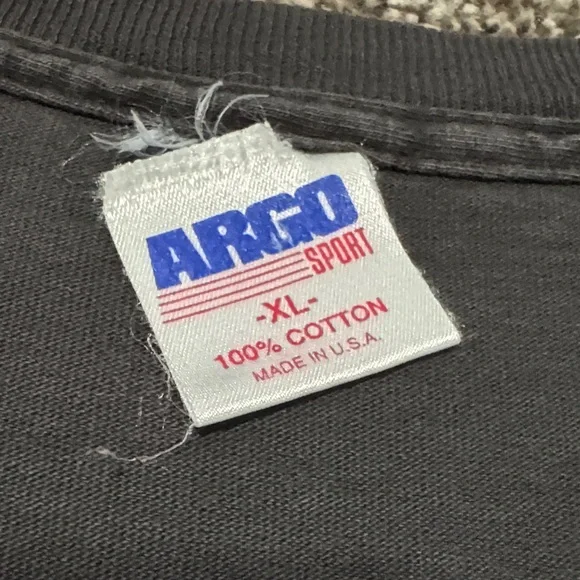 ARGO
SPORT
-XL-
100% COTTON
MADE IN U.S.A.